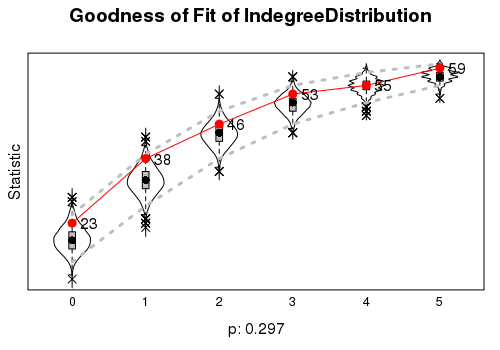 Goodness of Fit of IndegreeDistribution
Statistic
23
38
46
53
55
59
0 1 2 3 4 5
p: 0.297